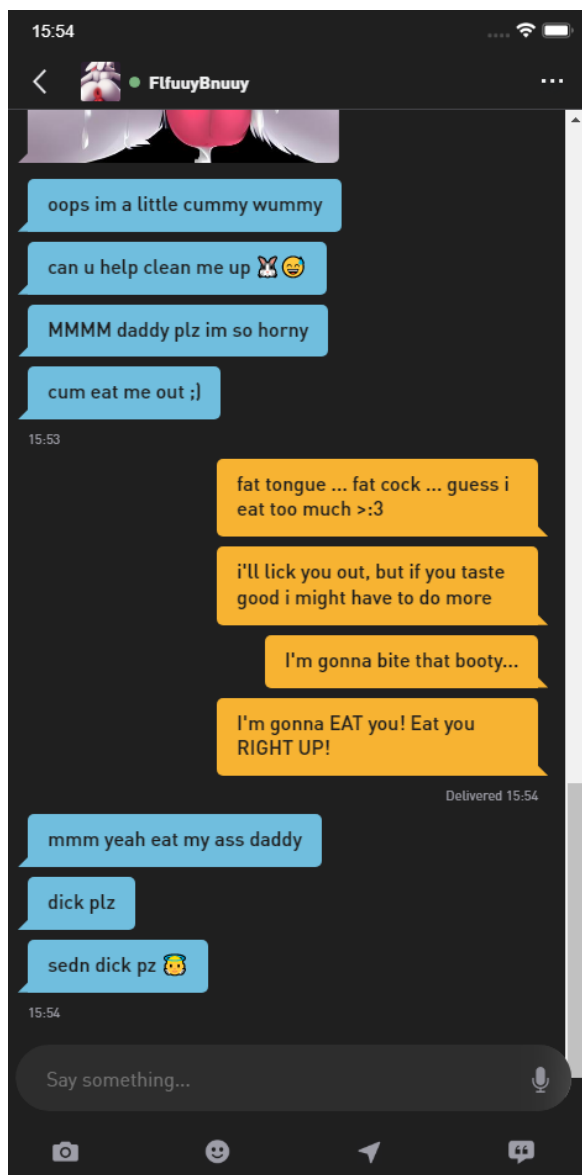 15:54
FlfuuyBnuuy
oops im a little cummy wummy
can u help clean me up 🐰😅
MMMM daddy plz im so horny
cum eat me out ;)
15:53
fat tongue ... fat cock ... guess i
eat too much >:3
i'll lick you out, but if you taste
good i might have to do more
I'm gonna bite that booty...
I'm gonna EAT you! Eat you
RIGHT UP!
Delivered 15:54
mmm yeah eat my ass daddy
dick plz
sedn dick pz 😇
15:54
Say something...